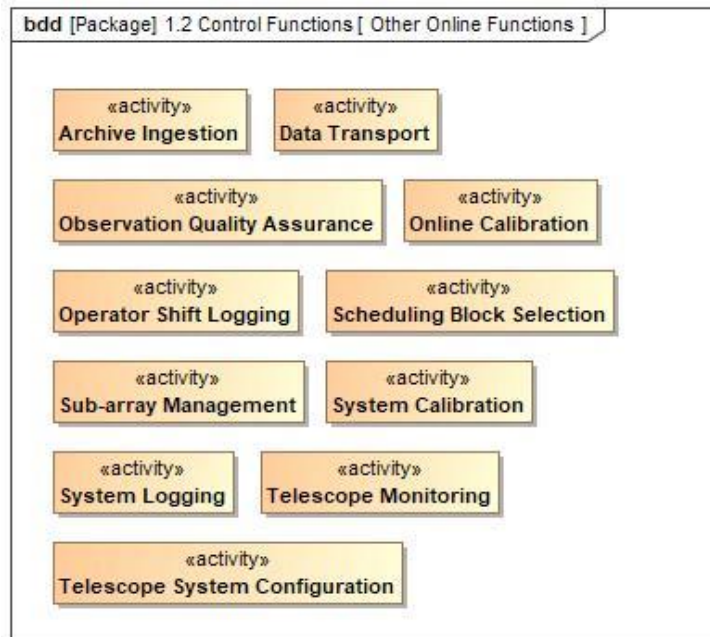 bdd [Package] 1.2 Control Functions [ Other Online Functions ]
«activity» «activity»
Archive Ingestion Data Transport
«activity» «activity»
Observation Quality Assurance Online Calibration
«activity» «activity»
Operator Shift Logging Scheduling Block Selection
«activity» «activity»
Sub-array Management System Calibration
«activity» «activity»
System Logging Telescope Monitoring
«activity»
Telescope System Configuration